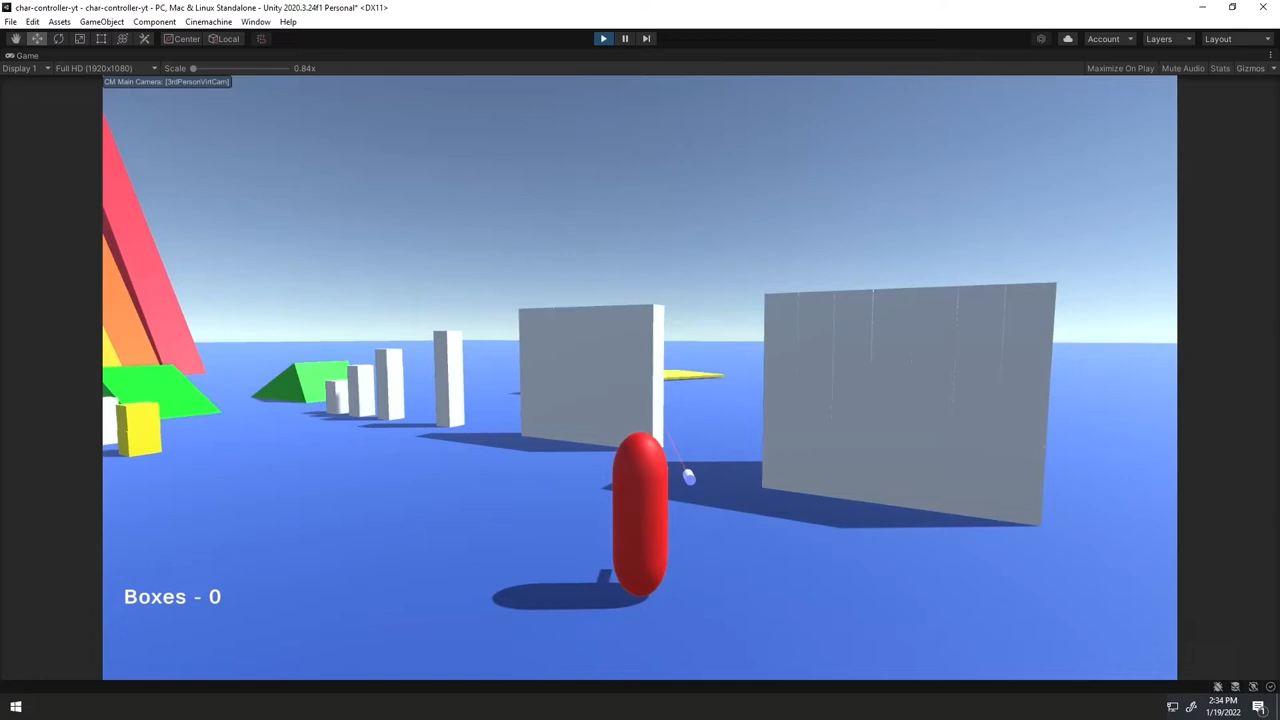 char-controller-yt - char-controller-yt - PC, Mac & Linux Standalone - Unity 2020.3.24f1 Personal* <DX11>
File Edit Assets GameObject Component Cinemachine Window Help
Center Local Account Layers Layout
Game
Display 1 Full HD (1920x1080) Scale 0.84x Maximize On Play Mute Audio Stats Gizmos
CM Main Camera: [3rdPersonVirtCam]
Boxes - 0
2:34 PM
1/19/2022
1